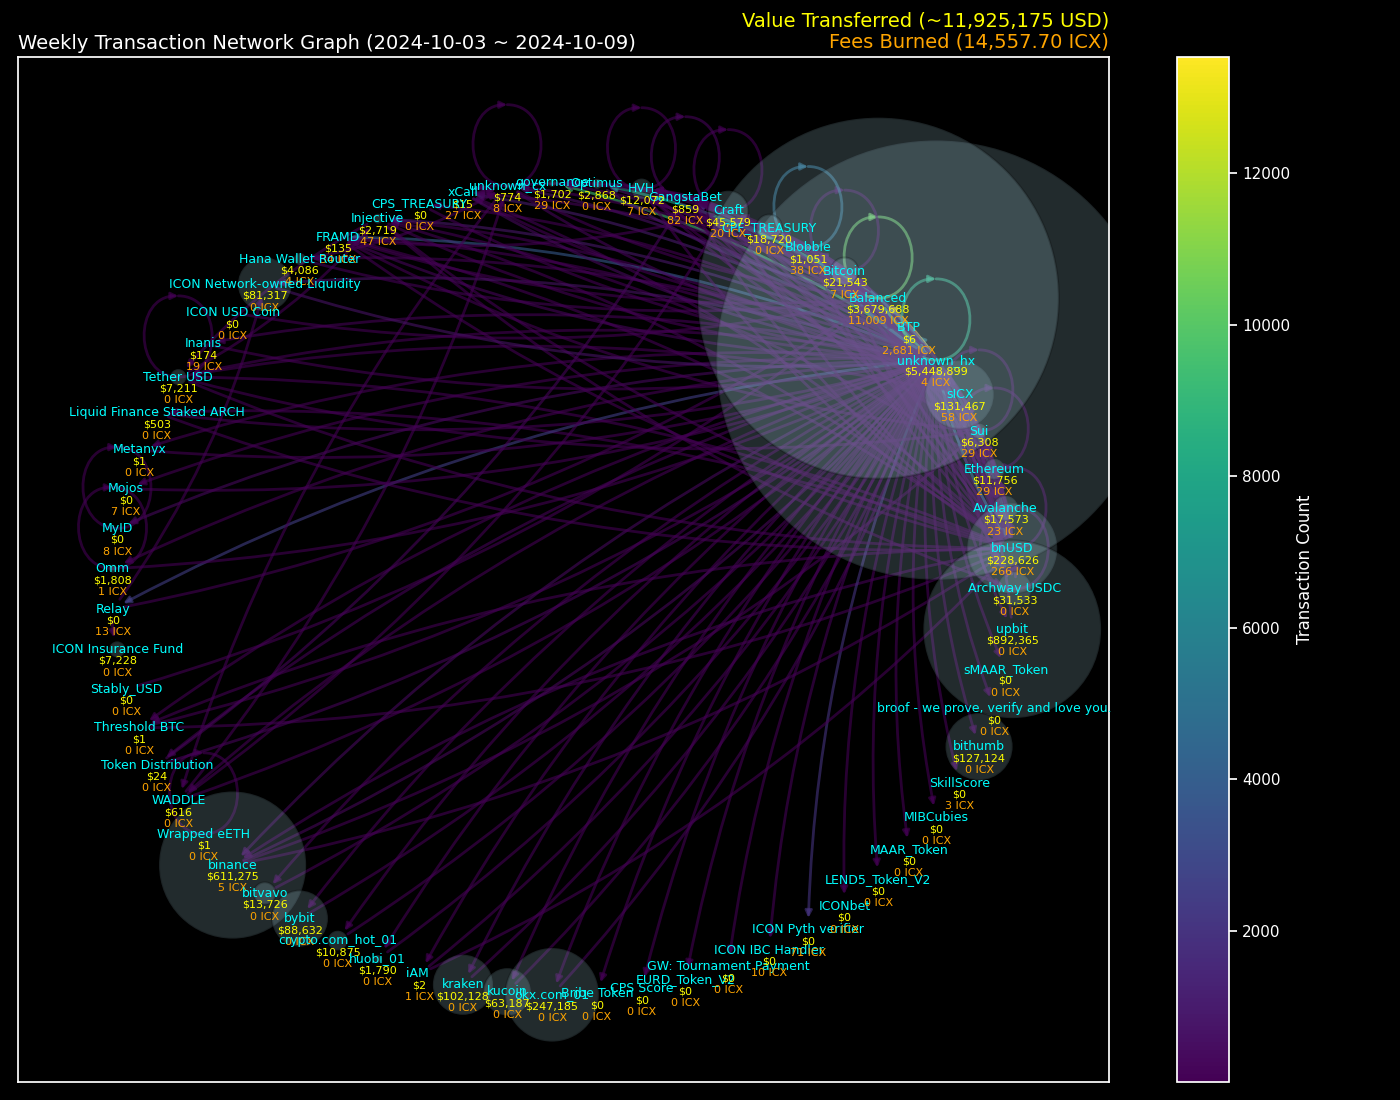 Value Transferred (~11,925,175 USD)
Weekly Transaction Network Graph (2024-10-03 ~ 2024-10-09)
Fees Burned (14,557.70 ICX)
unknown_cx
$774
8 ICX
governance
$1,702
29 ICX
Optimus
$2,868
0 ICX
HVH
$12,072
7 ICX
GangstaBet
$859
82 ICX
Craft
$45,579
20 ICX
CPF_TREASURY
$18,720
0 ICX
Blobble
$1,051
38 ICX
Bitcoin
$21,543
7 ICX
Balanced
$3,679,688
11,009 ICX
BTP
$6
2,681 ICX
unknown_hx
$5,448,899
4 ICX
sICX
$131,467
58 ICX
Sui
$6,308
29 ICX
Ethereum
$11,756
29 ICX
Avalanche
$17,573
23 ICX
bnUSD
$228,626
266 ICX
Archway USDC
$31,533
0 ICX
upbit
$892,365
0 ICX
sMAAR_Token
$0
0 ICX
broof - we prove, verify and love you
$0
0 ICX
bithumb
$127,124
0 ICX
SkillScore
$0
3 ICX
MIBCubies
$0
0 ICX
MAAR_Token
$0
0 ICX
LEND5_Token_V2
$0
0 ICX
ICONbet
$0
0 ICX
ICON Pyth verifier
$0
71 ICX
ICON IBC Handler
$0
10 ICX
GW: Tournament Payment
$0
0 ICX
EURD_Token_V2
$0
0 ICX
CPS Score
$0
0 ICX
Bribe Token
$0
0 ICX
okx.com_01
$247,185
0 ICX
kucoin
$63,187
0 ICX
kraken
$102,128
0 ICX
iAM
$2
1 ICX
huobi_01
$1,790
0 ICX
crypto.com_hot_01
$10,875
0 ICX
bybit
$88,632
0 ICX
bitvavo
$13,726
0 ICX
binance
$611,275
5 ICX
Wrapped eETH
$1
0 ICX
WADDLE
$616
0 ICX
Token Distribution
$24
0 ICX
Threshold BTC
$1
0 ICX
Stably_USD
$0
0 ICX
ICON Insurance Fund
$7,228
0 ICX
Relay
$0
13 ICX
Omm
$1,808
1 ICX
MyID
$0
8 ICX
Mojos
$0
7 ICX
Metanyx
$1
0 ICX
Liquid Finance Staked ARCH
$503
0 ICX
Tether USD
$7,211
0 ICX
Inanis
$174
19 ICX
ICON USD Coin
$0
0 ICX
ICON Network-owned Liquidity
$81,317
0 ICX
Hana Wallet Router
$4,086
4 ICX
FRAMD
$135
Injective
$2,719
47 ICX
CPS_TREASURY
$0
0 ICX
xCall
$15
27 ICX
12000
10000
8000
6000
4000
2000
Transaction Count